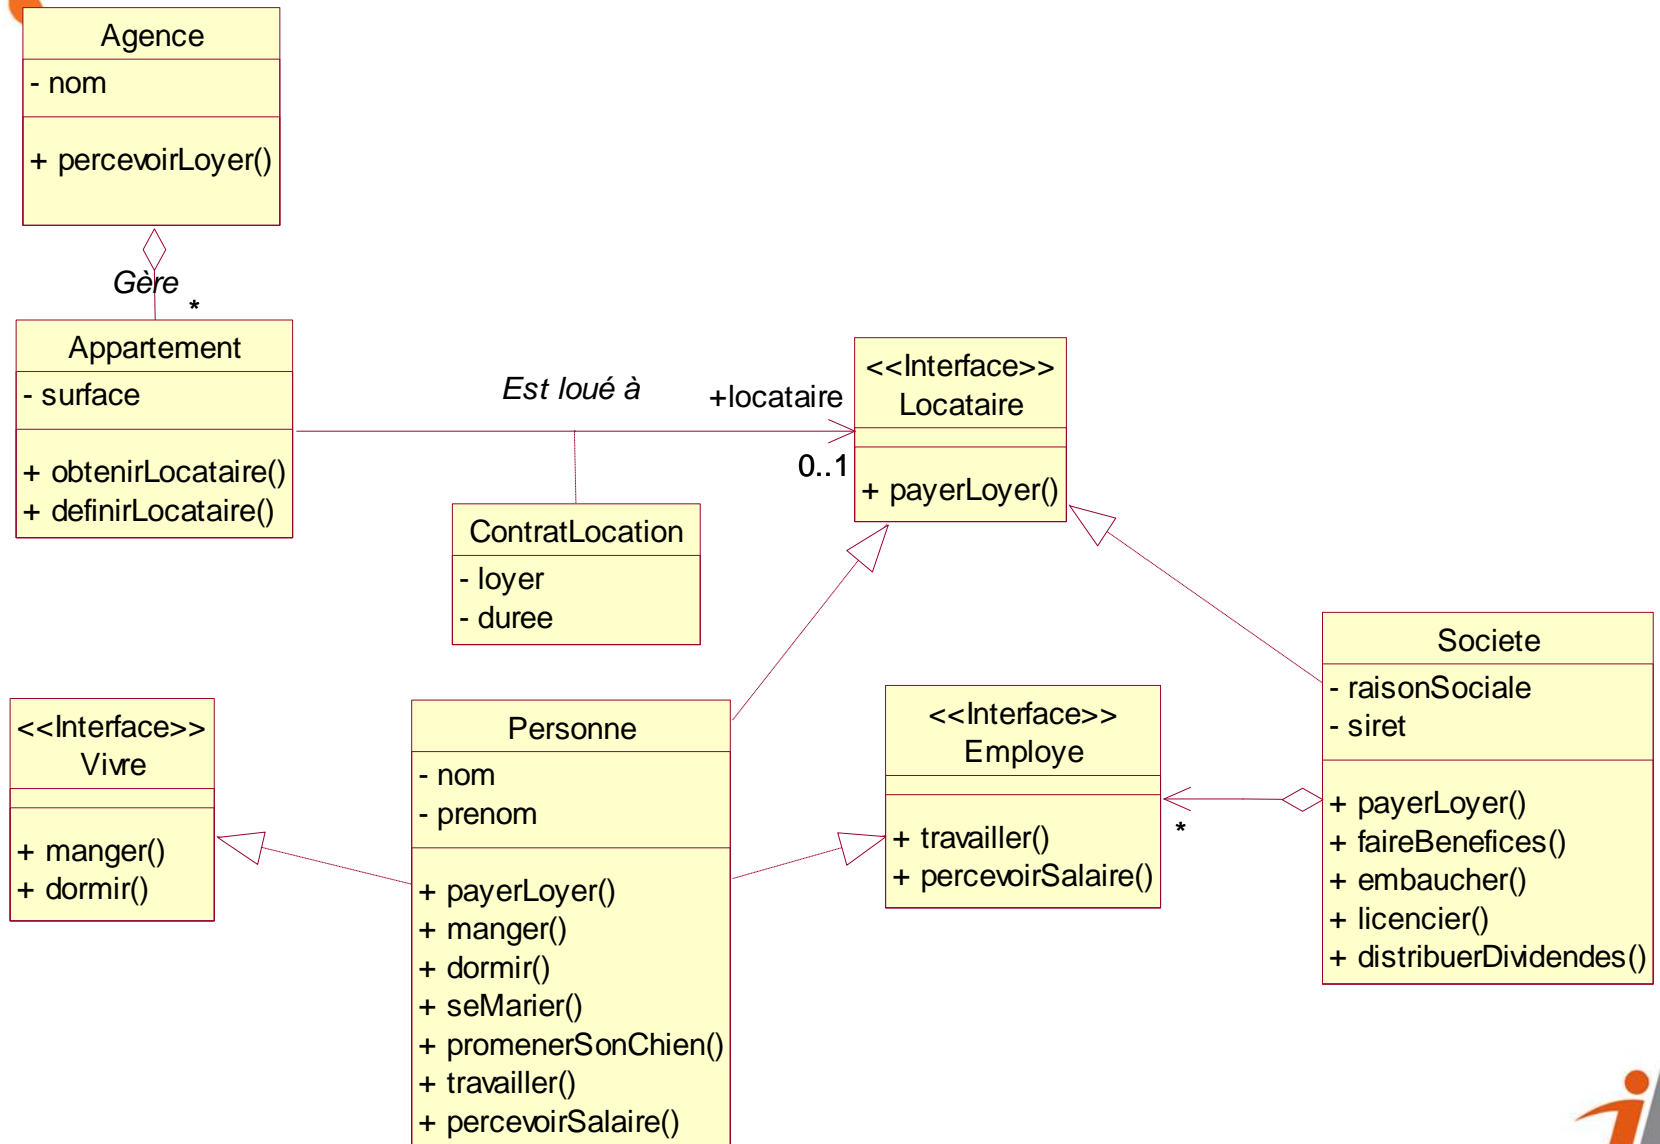 Agence
- nom
+ percevoirLoyer()
Gère
*
Appartement
- surface
+ obtenirLocataire()
+ definirLocataire()
Est loué à
+locataire
0..1
<<Interface>>
Locataire
+ payerLoyer()
ContratLocation
- loyer
- duree
Societe
- raisonSociale
- siret
+ payerLoyer()
+ faireBenefices()
+ embaucher()
+ licencier()
+ distribuerDividendes()
<<Interface>>
Vivre
+ manger()
+ dormir()
Personne
- nom
- prenom
+ payerLoyer()
+ manger()
+ dormir()
+ seMarier()
+ promenerSonChien()
+ travailler()
+ percevoirSalaire()
<<Interface>>
Employe
+ travailler()
+ percevoirSalaire()
*